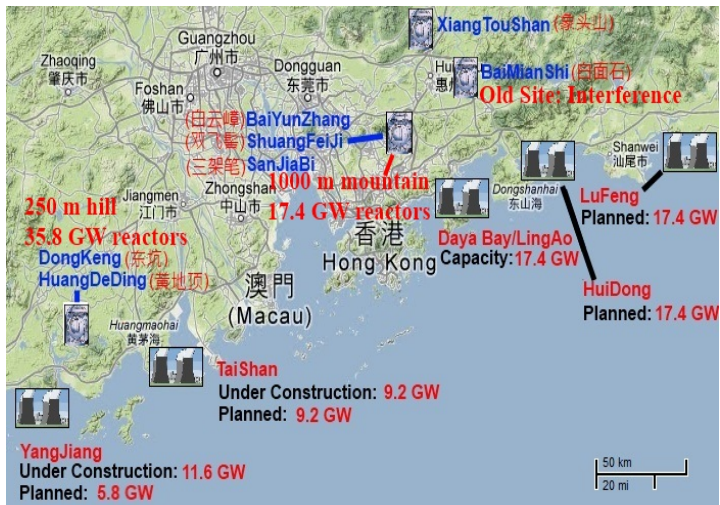 XiangTouShan (象头山)
Guangzhou
广州市
Zhaoqing
肇庆市
Foshan
佛山市
Dongguan
东莞市
惠州
BaiMianShi (白面石)
Old Site: Interference
(白云嶂) BaiYunZhang
(双飞髻) ShuangFeiJi
(三架笔) SanJiaBi
1000 m mountain
17.4 GW reactors
Shanwei
汕尾市
Dongshanhai
东山海
LuFeng
Planned: 17.4 GW
Jiangmen
江门市
Zhongshan
中山市
250 m hill
35.8 GW reactors
DongKeng (东坑)
HuangDeDing (黄地顶)
香港
Hong Kong
Daya Bay/LingAo
Capacity: 17.4 GW
HuiDong
Planned: 17.4 GW
澳門
(Macau)
Huangmaohai
黄茅海
TaiShan
Under Construction: 9.2 GW
Planned: 9.2 GW
YangJiang
Under Construction: 11.6 GW
Planned: 5.8 GW
50 km
20 mi